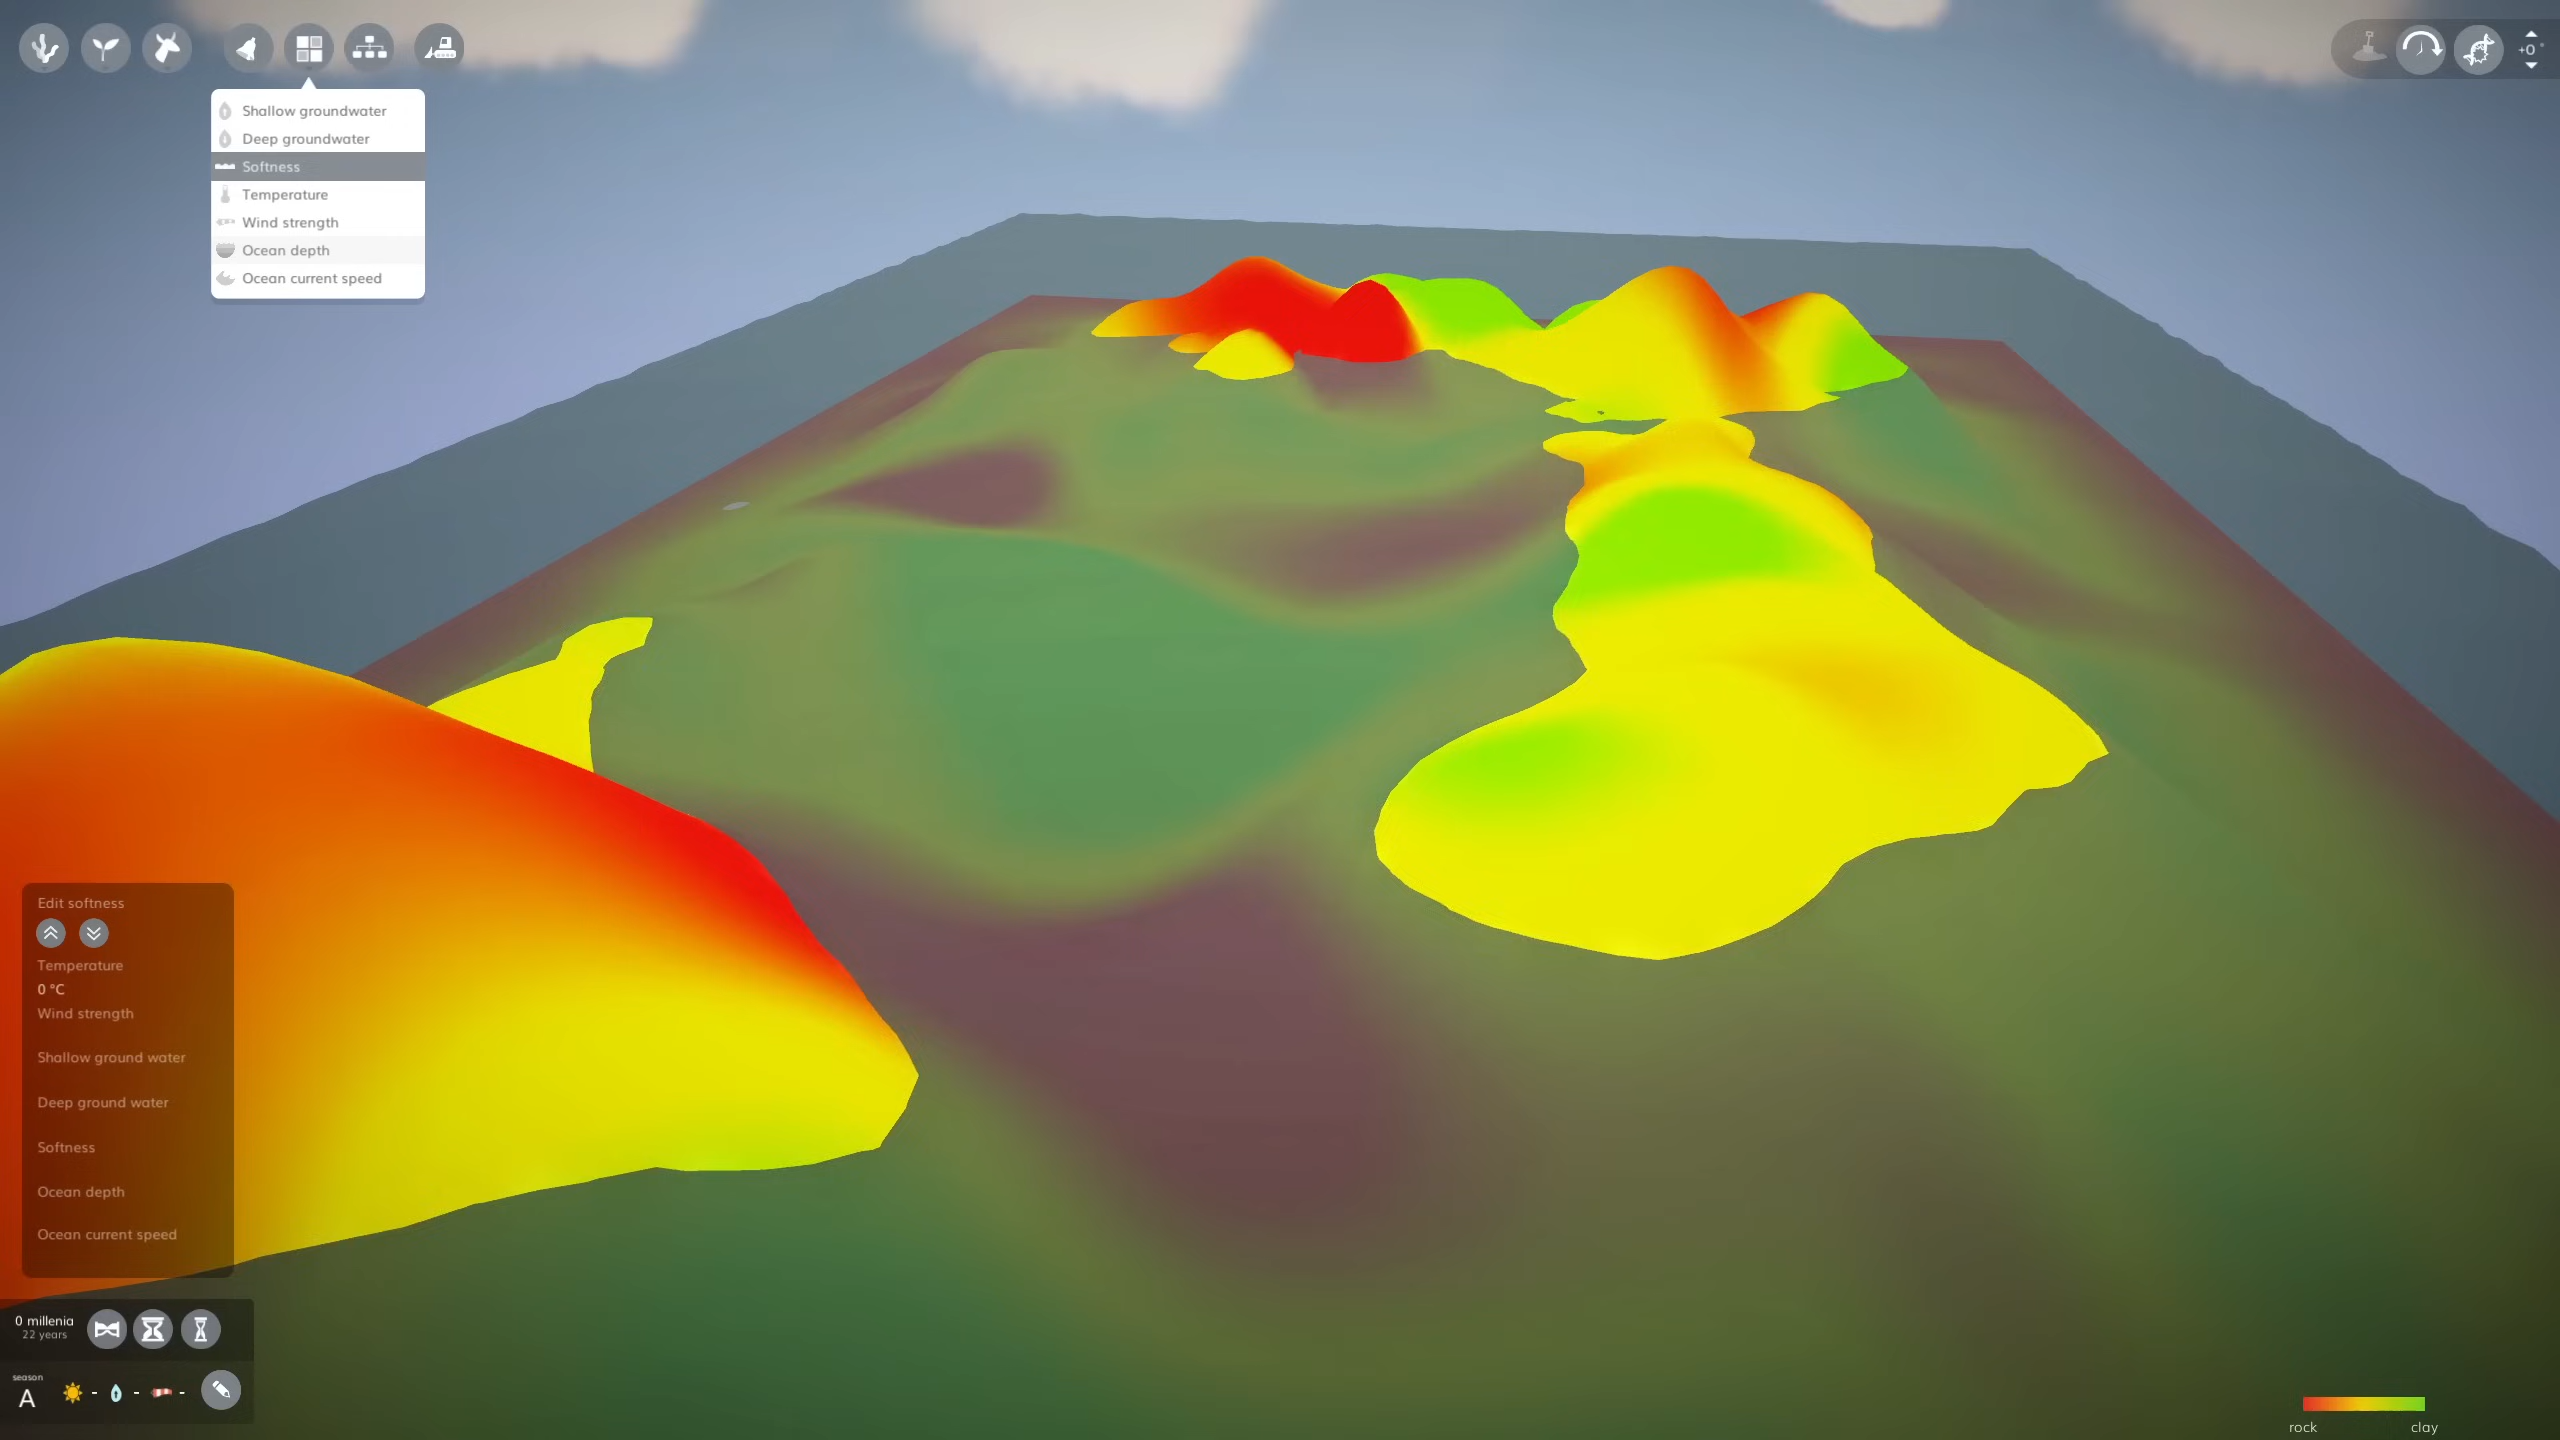 +0 °
Shallow groundwater
Deep groundwater
Softness
Temperature
Wind strength
Ocean depth
Ocean current speed
Edit softness
Temperature
0 °C
Wind strength
Shallow ground water
Deep ground water
Softness
Ocean depth
Ocean current speed
0 millenia
22 years
season
A - - -
rock clay